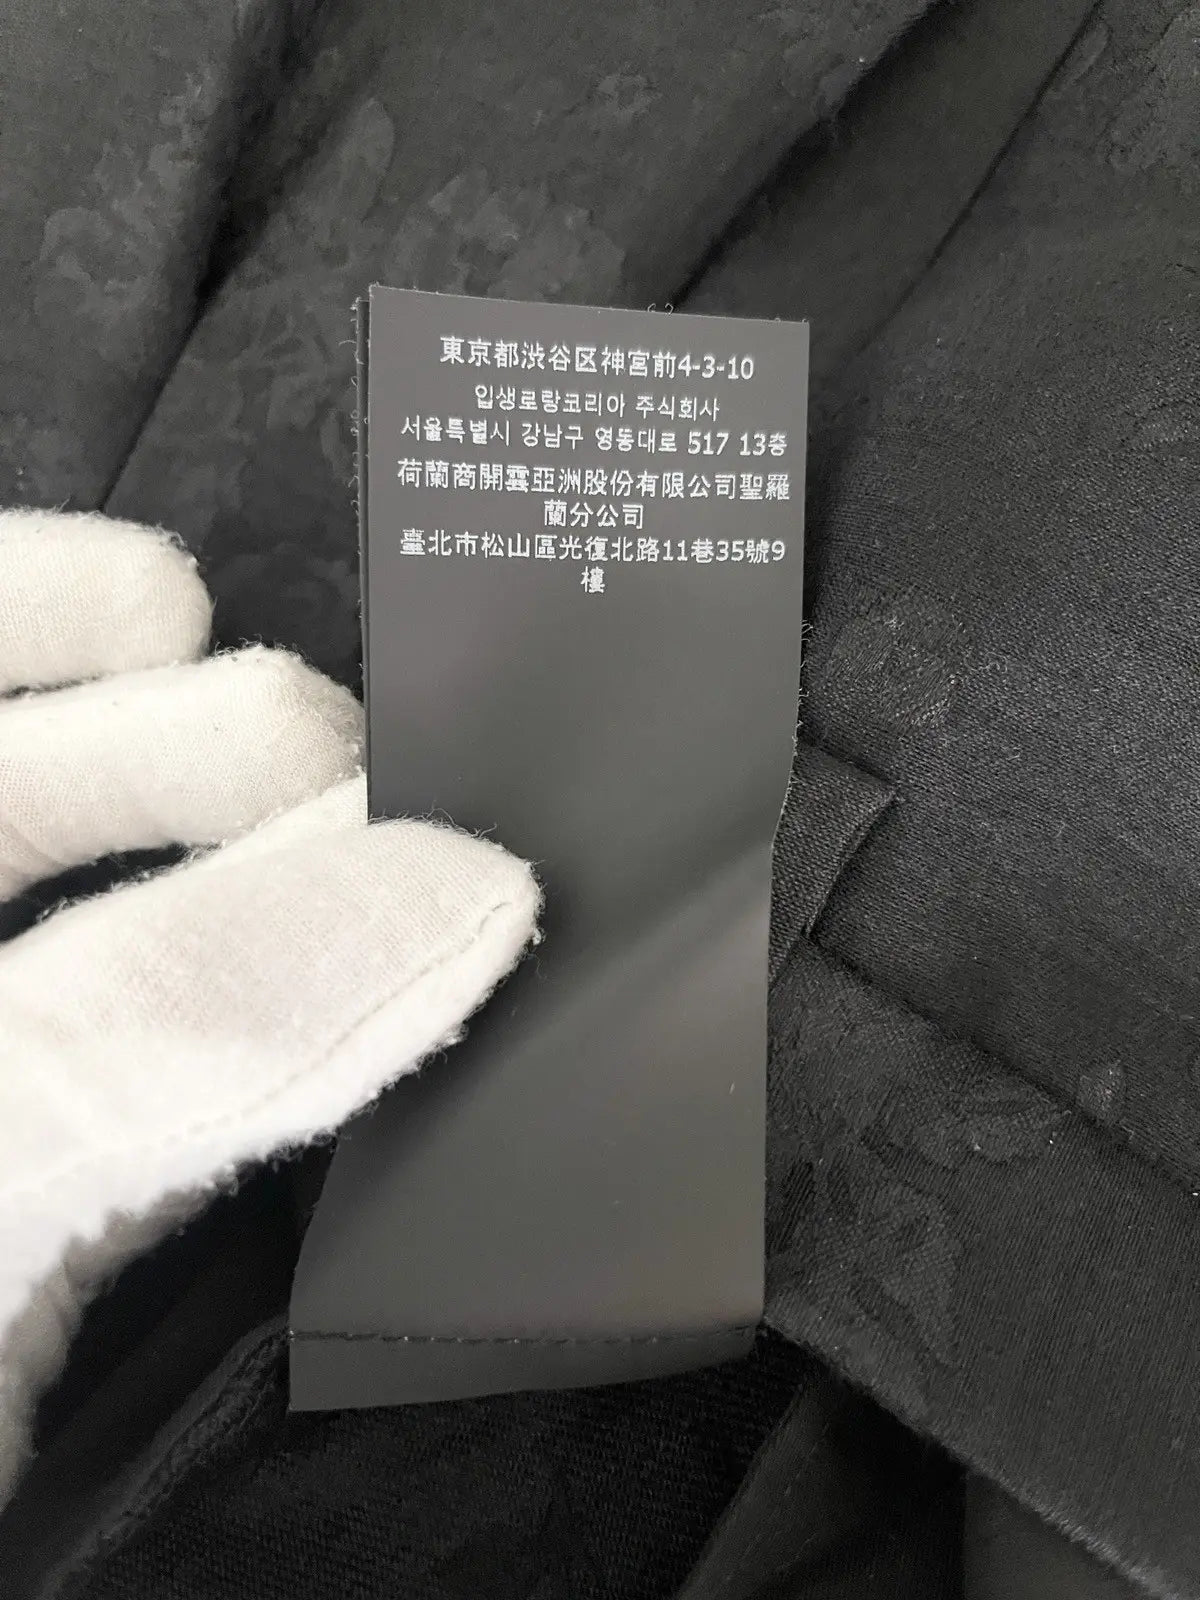 東京都渋谷区神宮前4-3-10
입생로랑코리아 주식회사
서울특별시 강남구 영동대로 517 13층
荷蘭商開雲亞洲股份有限公司聖羅
蘭分公司
臺北市松山區光復北路11巷35號9
樓